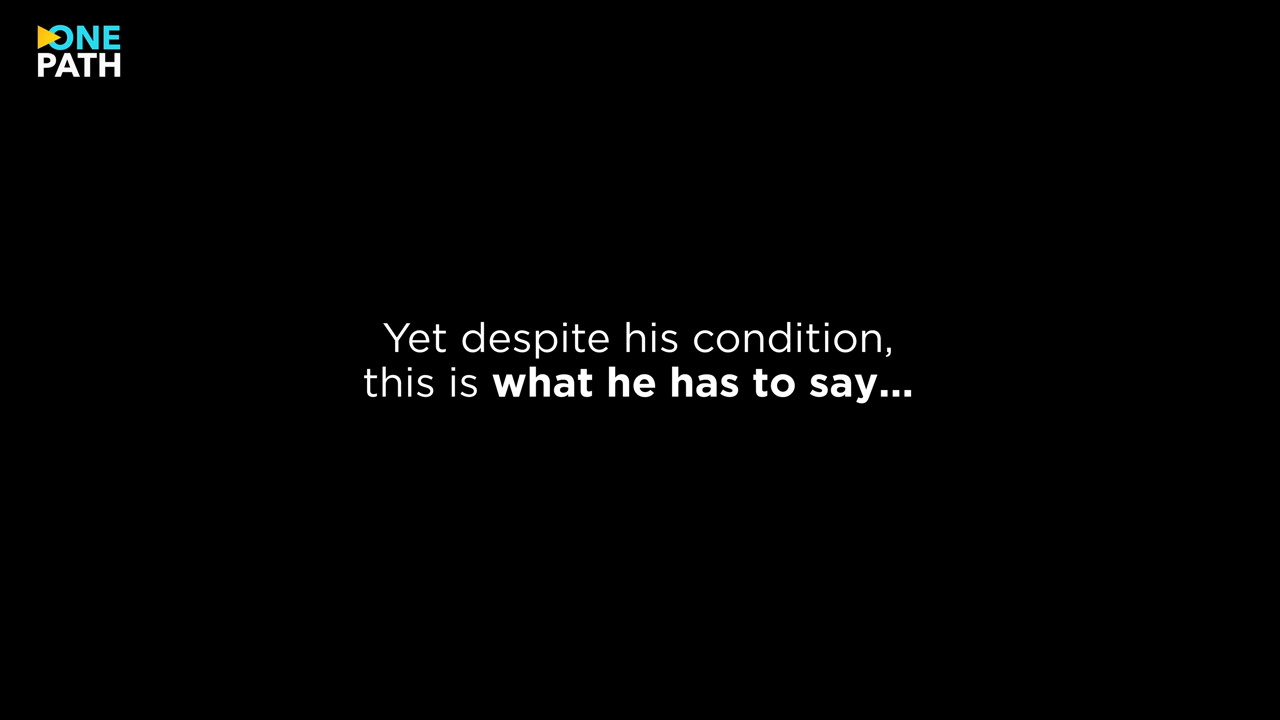 ONE
PATH
Yet despite his condition,
this is what he has to say...